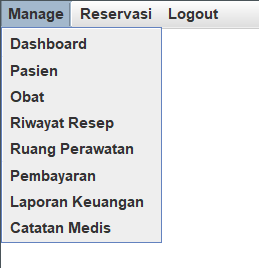 Manage Reservasi Logout
Dashboard
Pasien
Obat
Riwayat Resep
Ruang Perawatan
Pembayaran
Laporan Keuangan
Catatan Medis